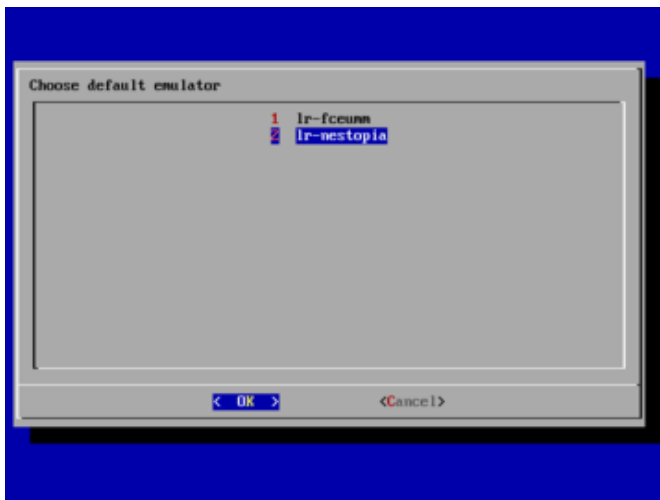 Choose default emulator
1 lr-fceumm
2 lr-nestopia
< OK > <Cancel>